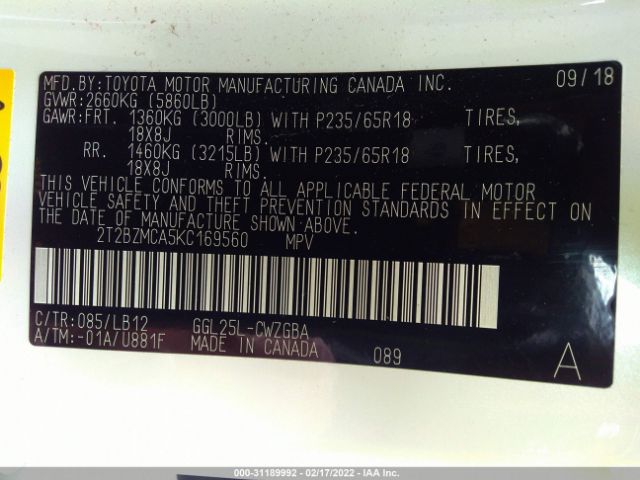 MFD.BY:TOYOTA MOTOR MANUFACTURING CANADA INC. 09/18
GVWR:2660KG (5860LB)
GAWR:FRT. 1360KG (3000LB) WITH P235/65R18 TIRES,
18X8J RIMS.
RR. 1460KG (3215LB) WITH P235/65R18 TIRES,
18X8J RIMS.
THIS VEHICLE CONFORMS TO ALL APPLICABLE FEDERAL MOTOR
VEHICLE SAFETY AND THEFT PREVENTION STANDARDS IN EFFECT ON
THE DATE OF MANUFACTURE SHOWN ABOVE.
2T2BZMCA5KC169560 MPV
C/TR:085/LB12 GGL25L-CWZGBA
A/TM:-01A/U881F MADE IN CANADA 089 A
000-31189992 - 02/17/2022 - IAA Inc.